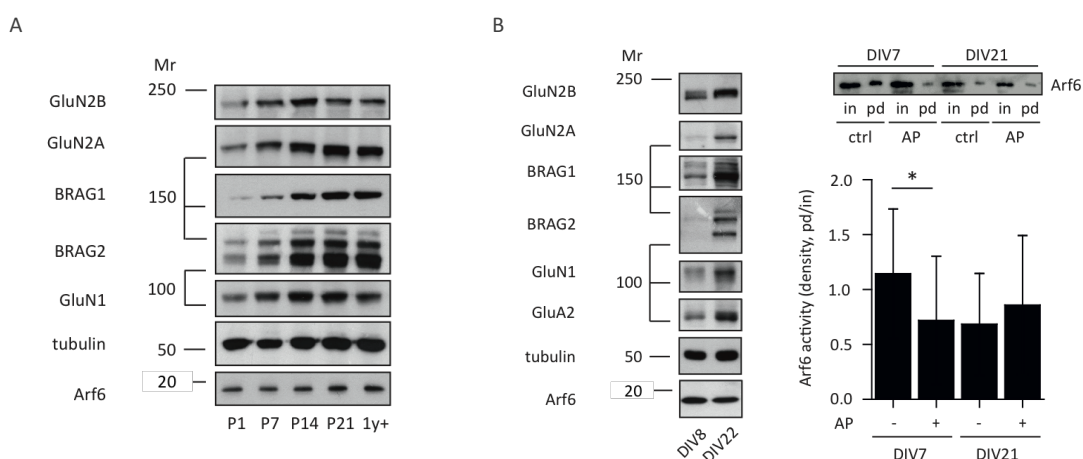 A
Mr
250
GluN2B
GluN2A
BRAG1
150
BRAG2
100
GluN1
tubulin
50
20
Arf6
P1 P7 P14 P21 1y+
B
Mr
250
GluN2B
GluN2A
BRAG1
150
BRAG2
GluN1
100
GluA2
tubulin
50
20
Arf6
DIV8 DIV22
DIV7 DIV21
Arf6
in pd in pd in pd in pd
ctrl AP ctrl AP
Arf6 activity (density, pd/in)
2.0
*
1.5
1.0
0.5
0.0
AP - + - +
DIV7 DIV21